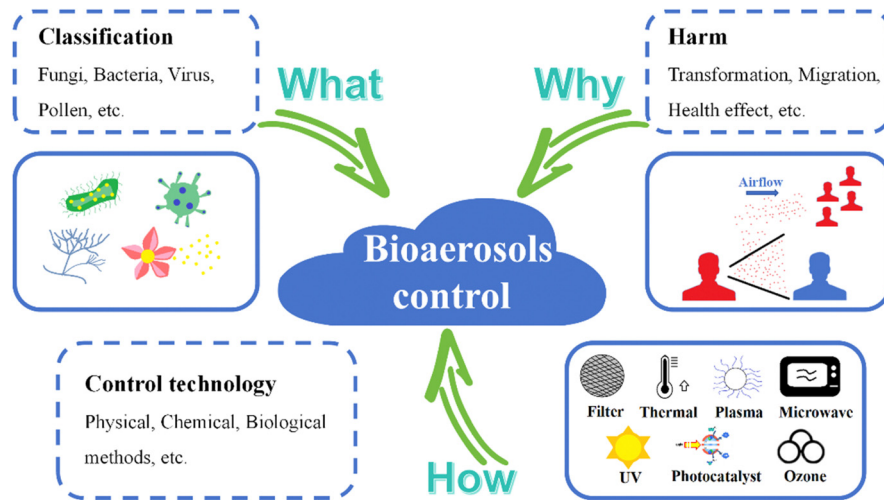 Classification
Fungi, Bacteria, Virus,
Pollen, etc.
What
Why
Harm
Transformation, Migration,
Health effect, etc.
Airflow
Bioaerosols
control
Control technology
Physical, Chemical, Biological
methods, etc.
How
Filter Thermal Plasma Microwave
UV Photocatalyst Ozone